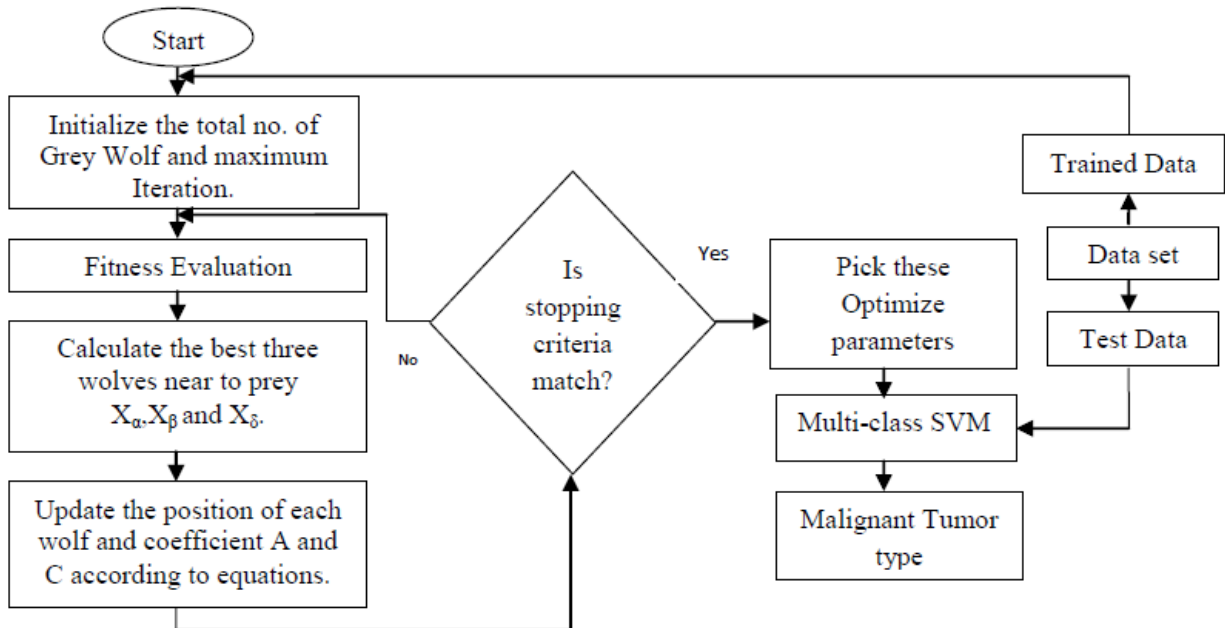 Start
Initialize the total no. of
Grey Wolf and maximum
Iteration.
Fitness Evaluation
Calculate the best three
wolves near to prey
Xα,Xβ and Xδ.
Update the position of each
wolf and coefficient A and
C according to equations.
No
Is
stopping
criteria
match?
Yes
Pick these
Optimize
parameters
Multi-class SVM
Malignant Tumor
type
Trained Data
Data set
Test Data